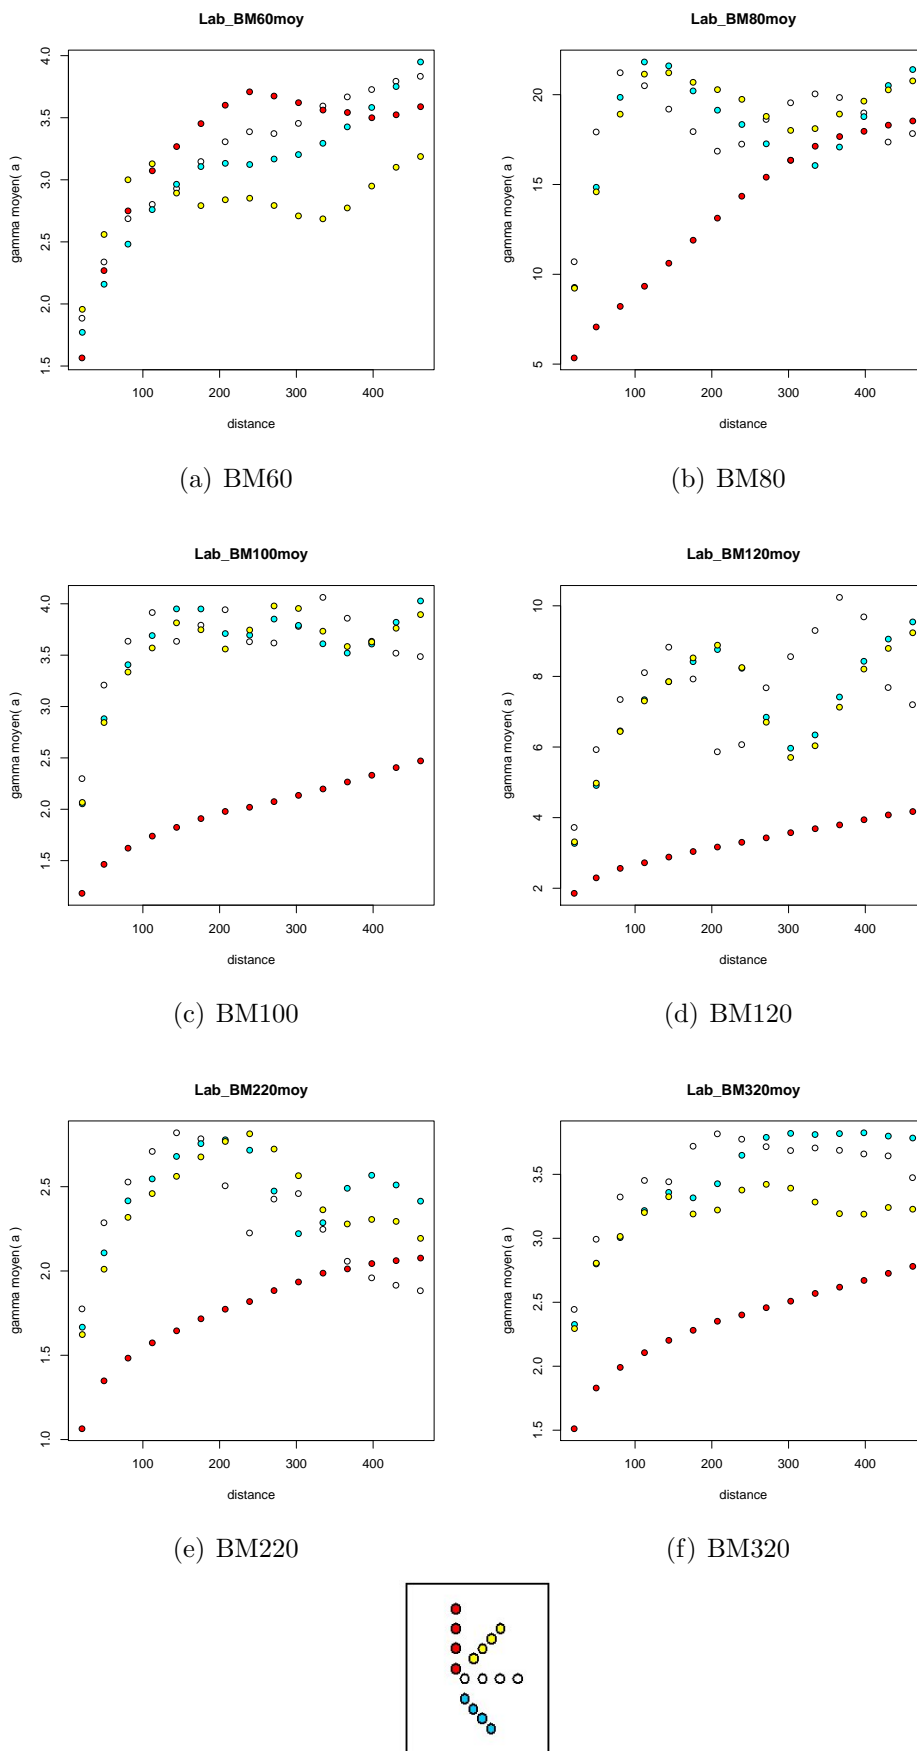 Lab_BM60moy
gamma moyen( a )
4.0
3.5
3.0
2.5
2.0
1.5
100 200 300 400
distance
(a) BM60
Lab_BM80moy
gamma moyen( a )
20
15
10
5
100 200 300 400
distance
(b) BM80
Lab_BM100moy
gamma moyen( a )
4.0
3.5
3.0
2.5
2.0
1.5
100 200 300 400
distance
(c) BM100
Lab_BM120moy
gamma moyen( a )
10
8
6
4
2
100 200 300 400
distance
(d) BM120
Lab_BM220moy
gamma moyen( a )
2.5
2.0
1.5
1.0
100 200 300 400
distance
(e) BM220
Lab_BM320moy
gamma moyen( a )
3.5
3.0
2.5
2.0
1.5
100 200 300 400
distance
(f) BM320